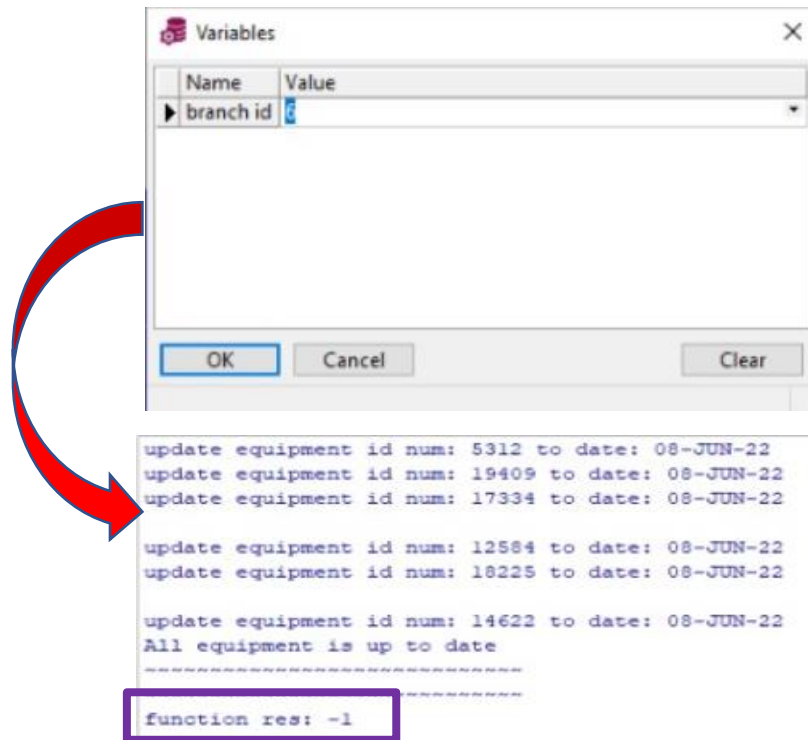 Variables
Name Value
branch id 6
OK Cancel Clear
update equipment id num: 5312 to date: 08-JUN-22
update equipment id num: 19409 to date: 08-JUN-22
update equipment id num: 17334 to date: 08-JUN-22
update equipment id num: 12584 to date: 08-JUN-22
update equipment id num: 18225 to date: 08-JUN-22
update equipment id num: 14622 to date: 08-JUN-22
All equipment is up to date
~~~~~~~~~~~~~~~~~~~~~~~~~~~~~
~~~~~~~~~~~~~~~~~~~~~~~~~~~~~
function res: -1